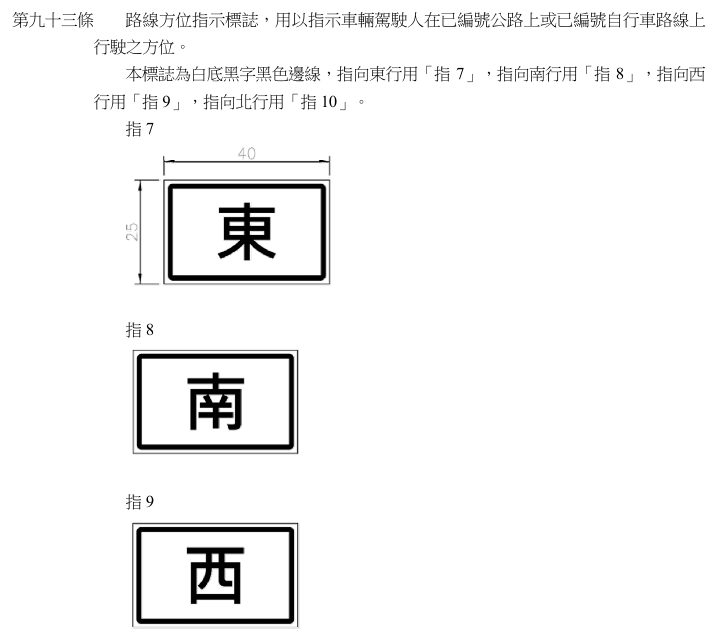 第九十三條　　路線方位指示標誌，用以指示車輛駕駛人在已編號公路上或已編號自行車路線上
行駛之方位。
本標誌為白底黑字黑色邊線，指向東行用「指 7」，指向南行用「指 8」，指向西
行用「指 9」，指向北行用「指 10」。
指 7
40
25
東
指 8
南
指 9
西